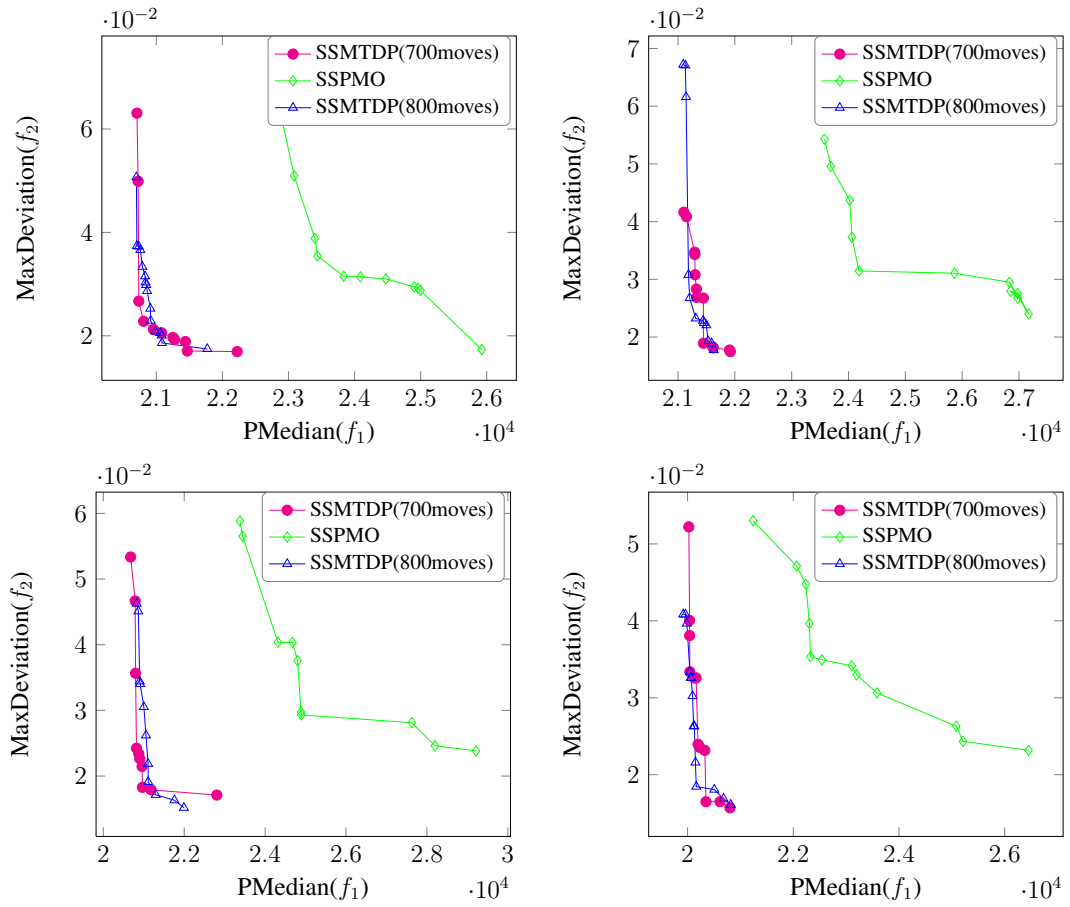 ·10⁻²
SSMTDP(700moves)
SSPMO
SSMTDP(800moves)
6
4
2
MaxDeviation(f₂)
2.1 2.2 2.3 2.4 2.5 2.6
PMedian(f₁)
·10⁴
·10⁻²
SSMTDP(700moves)
SSPMO
SSMTDP(800moves)
7
6
5
4
3
2
MaxDeviation(f₂)
2.1 2.2 2.3 2.4 2.5 2.6 2.7
PMedian(f₁)
·10⁴
·10⁻²
SSMTDP(700moves)
SSPMO
SSMTDP(800moves)
6
5
4
3
2
1
MaxDeviation(f₂)
2 2.2 2.4 2.6 2.8 3
PMedian(f₁)
·10⁴
·10⁻²
SSMTDP(700moves)
SSPMO
SSMTDP(800moves)
5
4
3
2
MaxDeviation(f₂)
2 2.2 2.4 2.6
PMedian(f₁)
·10⁴